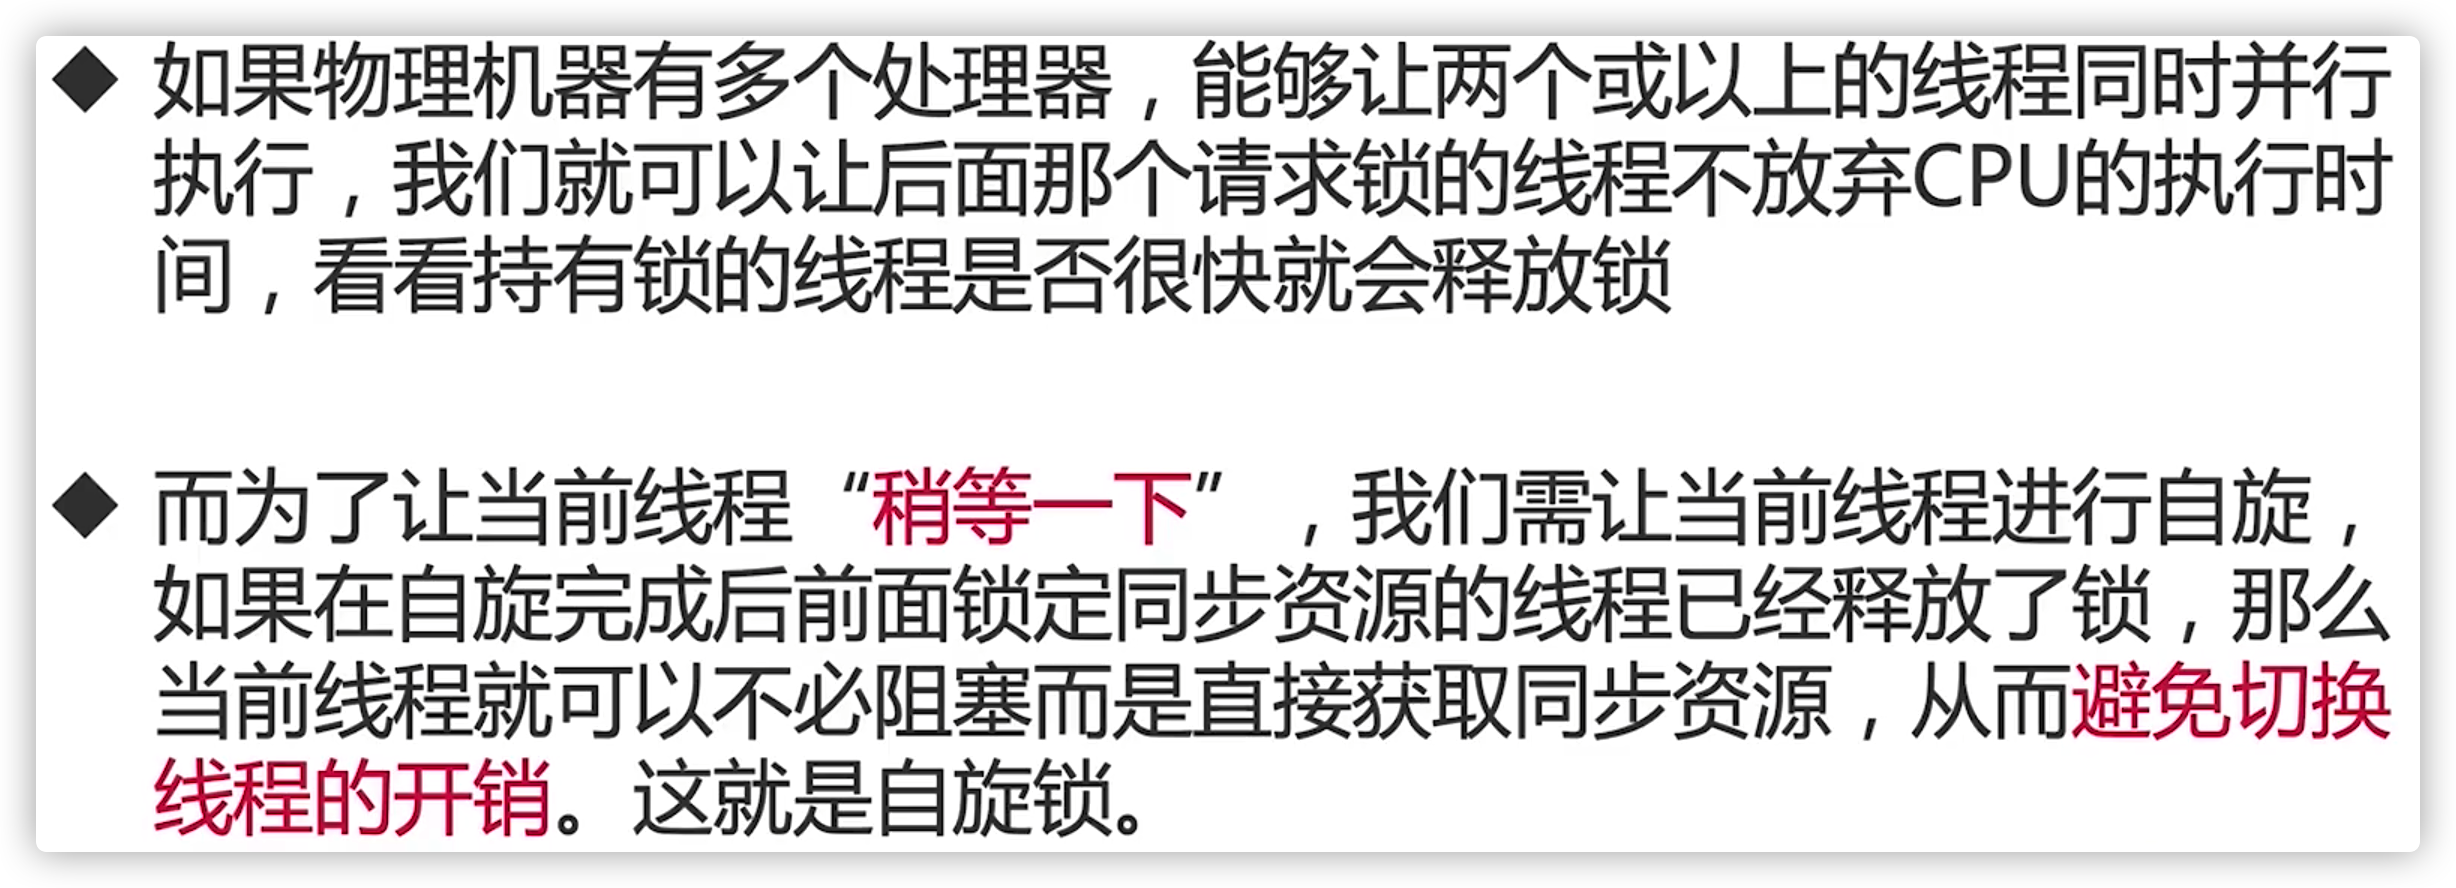 ◆ 如果物理机器有多个处理器，能够让两个或以上的线程同时并行
执行，我们就可以让后面那个请求锁的线程不放弃CPU的执行时
间，看看持有锁的线程是否很快就会释放锁
◆ 而为了让当前线程“稍等一下”，我们需让当前线程进行自旋，
如果在自旋完成后前面锁定同步资源的线程已经释放了锁，那么
当前线程就可以不必阻塞而是直接获取同步资源，从而避免切换
线程的开销。这就是自旋锁。